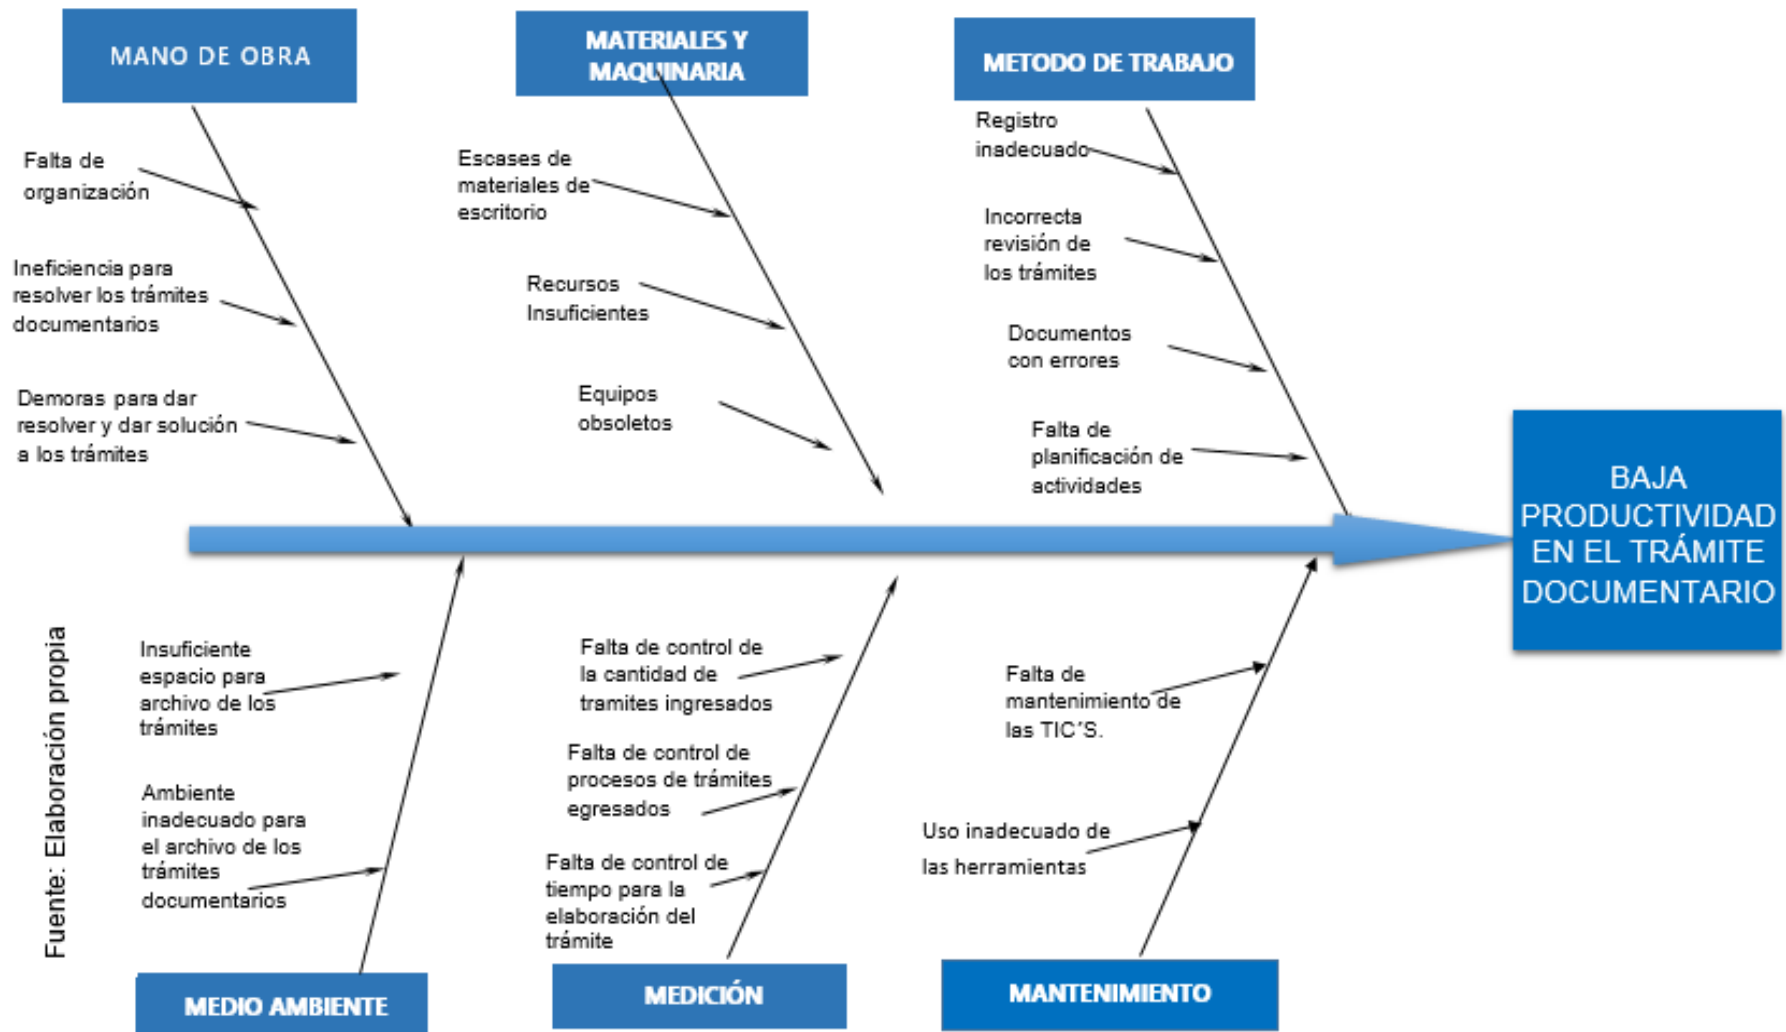 MANO DE OBRA
MATERIALES Y
MAQUINARIA
METODO DE TRABAJO
Falta de
organización
Ineficiencia para
resolver los trámites
documentarios
Demoras para dar
resolver y dar solución
a los trámites
Escases de
materiales de
escritorio
Recursos
Insuficientes
Equipos
obsoletos
Registro
inadecuado
Incorrecta
revisión de
los trámites
Documentos
con errores
Falta de
planificación de
actividades
BAJA
PRODUCTIVIDAD
EN EL TRÁMITE
DOCUMENTARIO
Fuente: Elaboración propia
Insuficiente
espacio para
archivo de los
trámites
Ambiente
inadecuado para
el archivo de los
trámites
documentarios
Falta de control de
la cantidad de
tramites ingresados
Falta de control de
procesos de trámites
egresados
Falta de control de
tiempo para la
elaboración del
trámite
Falta de
mantenimiento de
las TIC´S.
Uso inadecuado de
las herramientas
MEDIO AMBIENTE
MEDICIÓN
MANTENIMIENTO